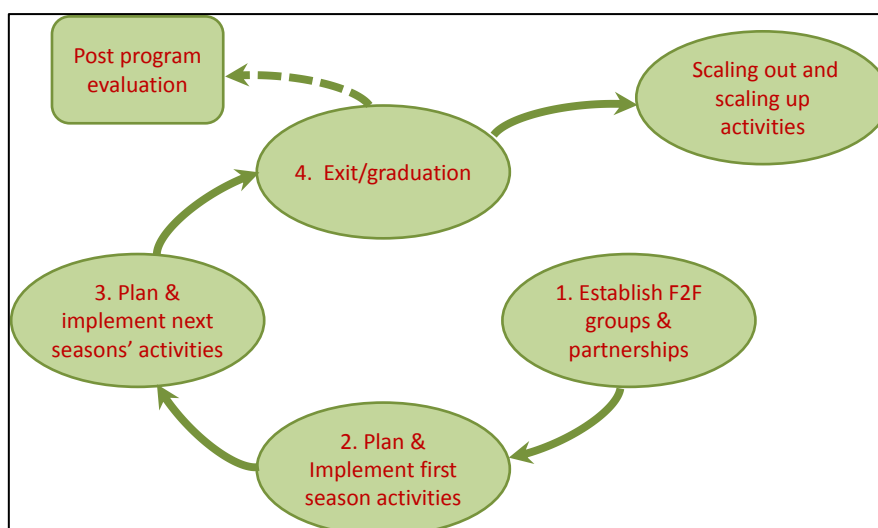 Post program
evaluation
Scaling out and
scaling up
activities
4. Exit/graduation
3. Plan &
implement next
seasons’ activities
1. Establish F2F
groups &
partnerships
2. Plan &
Implement first
season activities